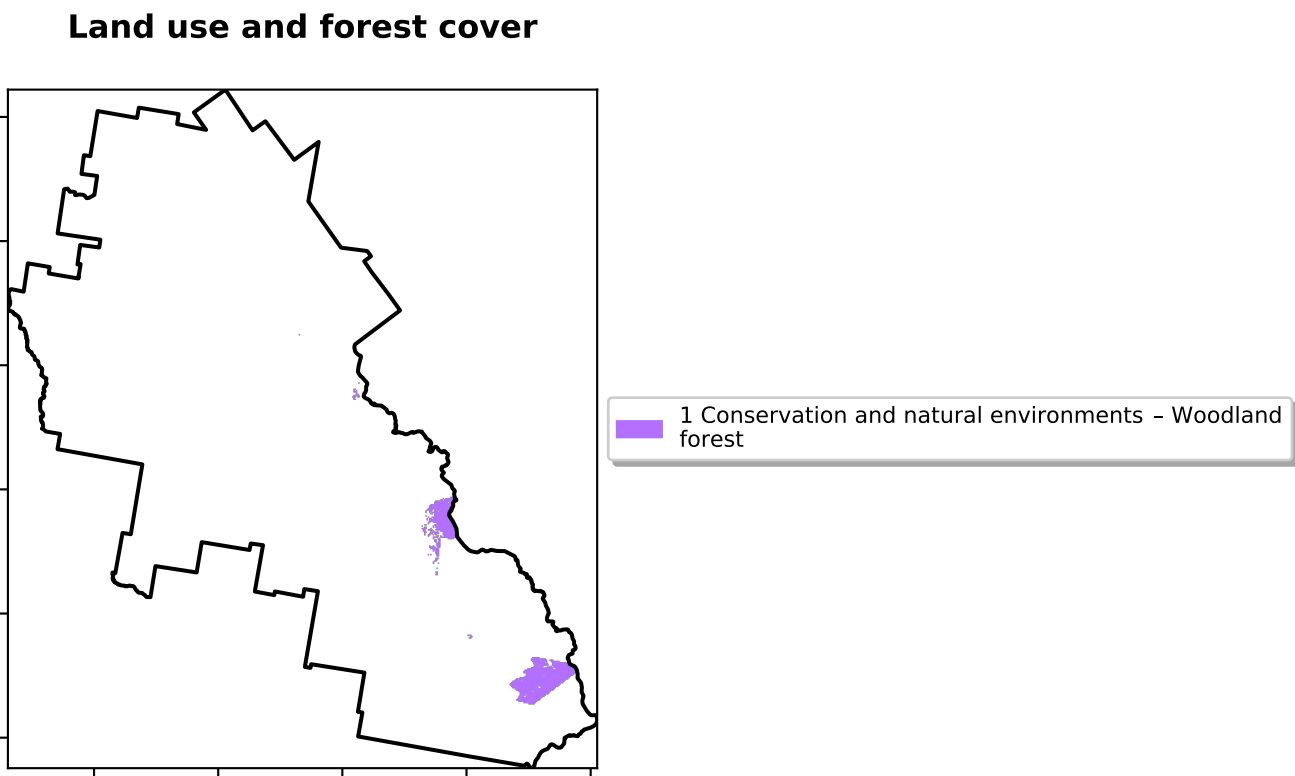 Land use and forest cover
1 Conservation and natural environments – Woodland
forest